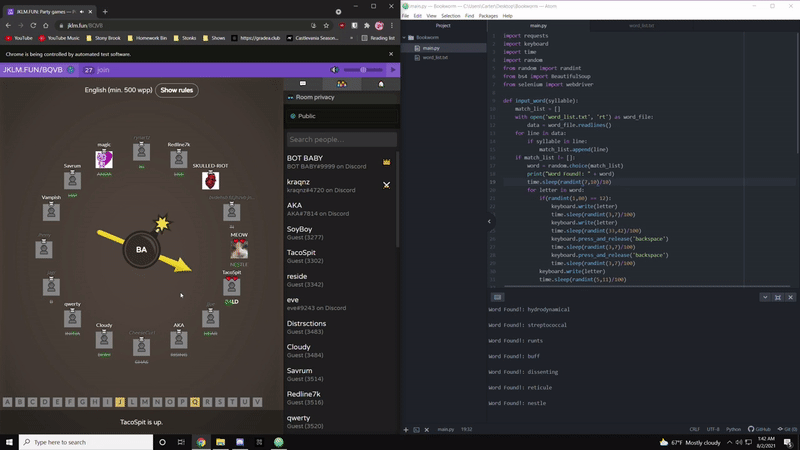 JKLM.FUN: Party games
jklm.fun/BQVB
YouTube
YouTube Music
Stony Brook
Homework Bin
Stonks
Shows
https://gradeo.club
Castlevania Season...
Reading list
Chrome is being controlled by automated test software.
JKLM.FUN/BQVB
27 join
English (min. 500 wpp)
Show rules
magic
Redline7k
Savrum
SKULLED RIOT
Vampish
MEOW
BA
TacoSpit
BALD
qwerty
Cloudy
AKA
A B C D E F G H I J L M N O P Q R S T U V
TacoSpit is up.
Room privacy
Public
Search people...
BOT BABY
BOT BABY#9999 on Discord
kraqnz
kraqnz#4720 on Discord
AKA
AKA#7814 on Discord
SoyBoy
Guest (3277)
TacoSpit
Guest (3302)
reside
Guest (3342)
eve
eve#9243 on Discord
Distrsctions
Guest (3483)
Cloudy
Guest (3484)
Savrum
Guest (3514)
Redline7k
Guest (3516)
qwerty
Guest (3520)
main.py — C:\Users\Carter\Desktop\Bookworm — Atom
File Edit View Selection Find Packages Help
Project
main.py
word_list.txt
Bookworm
main.py
word_list.txt
import requests
import keyboard
import time
import random
from random import randint
from bs4 import BeautifulSoup
from selenium import webdriver
def input_word(syllable):
match_list = []
with open('word_list.txt', 'rt') as word_file:
data = word_file.readlines()
for line in data:
if syllable in line:
match_list.append(line)
if match_list != []:
word = random.choice(match_list)
print("Word Found!: " + word)
time.sleep(randint(7,10)/10)
for letter in word:
if(randint(1,80) == 12):
keyboard.write(letter)
time.sleep(randint(3,7)/100)
keyboard.write(letter)
time.sleep(randint(33,42)/100)
keyboard.press_and_release('backspace')
time.sleep(randint(3,7)/100)
keyboard.press_and_release('backspace')
time.sleep(randint(3,7)/100)
keyboard.write(letter)
time.sleep(randint(5,11)/100)
Word Found!: hydrodynamical
Word Found!: streptococcal
Word Found!: runts
Word Found!: buff
Word Found!: dissenting
Word Found!: reticule
Word Found!: nestle
main.py 19:32
CRLF UTF-8 Python GitHub Git (0)
Type here to search
67°F Mostly cloudy
1:42 AM
8/2/2021